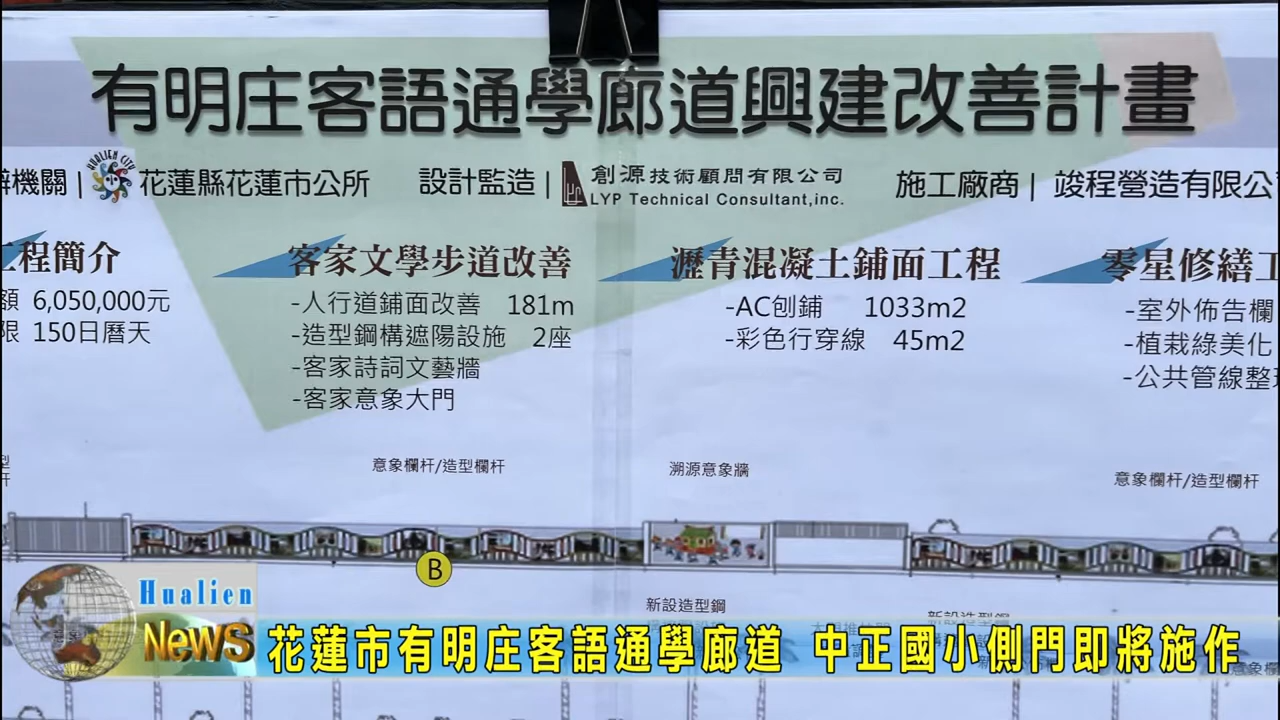 有明庄客語通學廊道興建改善計畫
辦機關 | HUALIEN CITY 花蓮縣花蓮市公所 設計監造 | 創源技術顧問有限公司 施工廠商 | 竣程營造有限公
LYP Technical Consultant,inc.
工程簡介 客家文學步道改善 瀝青混凝土鋪面工程 零星修繕工
額 6,050,000元 -人行道鋪面改善 181m -AC刨鋪 1033m2 -室外佈告欄
限 150日曆天 -造型鋼構遮陽設施 2座 -彩色行穿線 45m2 -植栽綠美化
-客家詩詞文藝牆 -公共管線整
-客家意象大門
意象欄杆/造型欄杆 溯源意象牆 意象欄杆/造型欄杆
B
新設造型鋼
Hualien
News
花蓮市有明庄客語通學廊道 中正國小側門即將施作